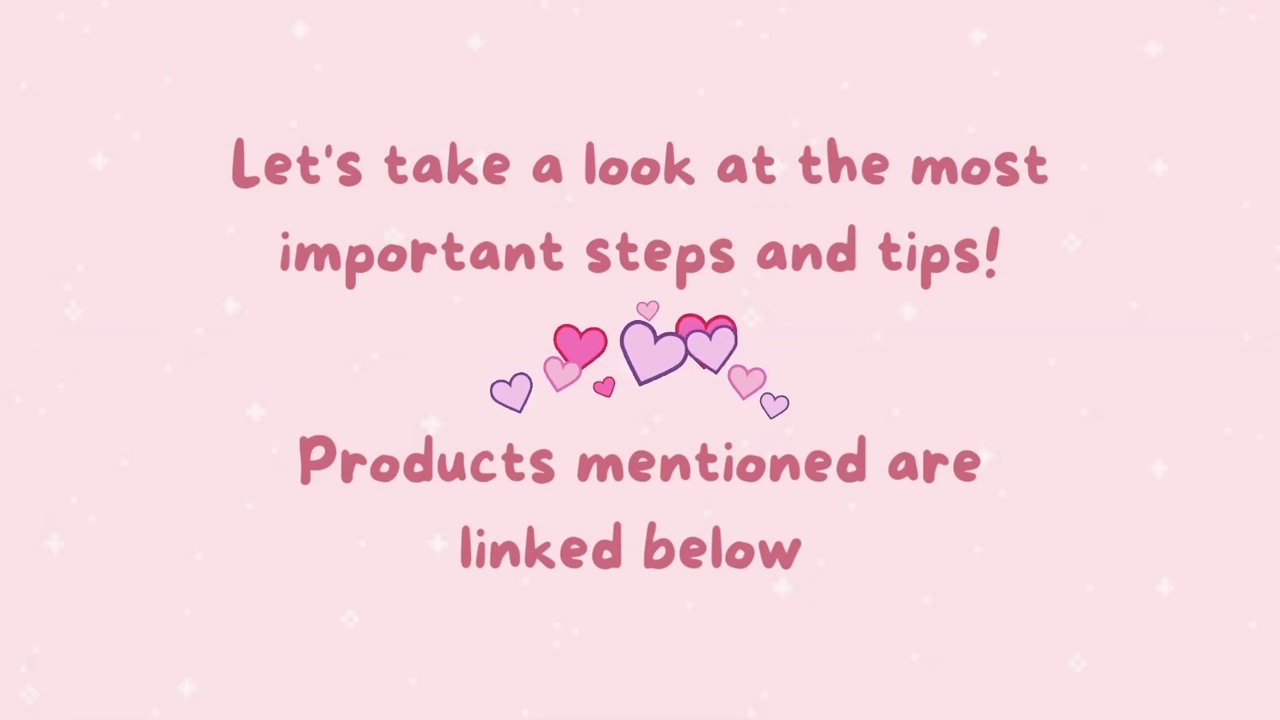 Let's take a look at the most
important steps and tips!
Products mentioned are
linked below